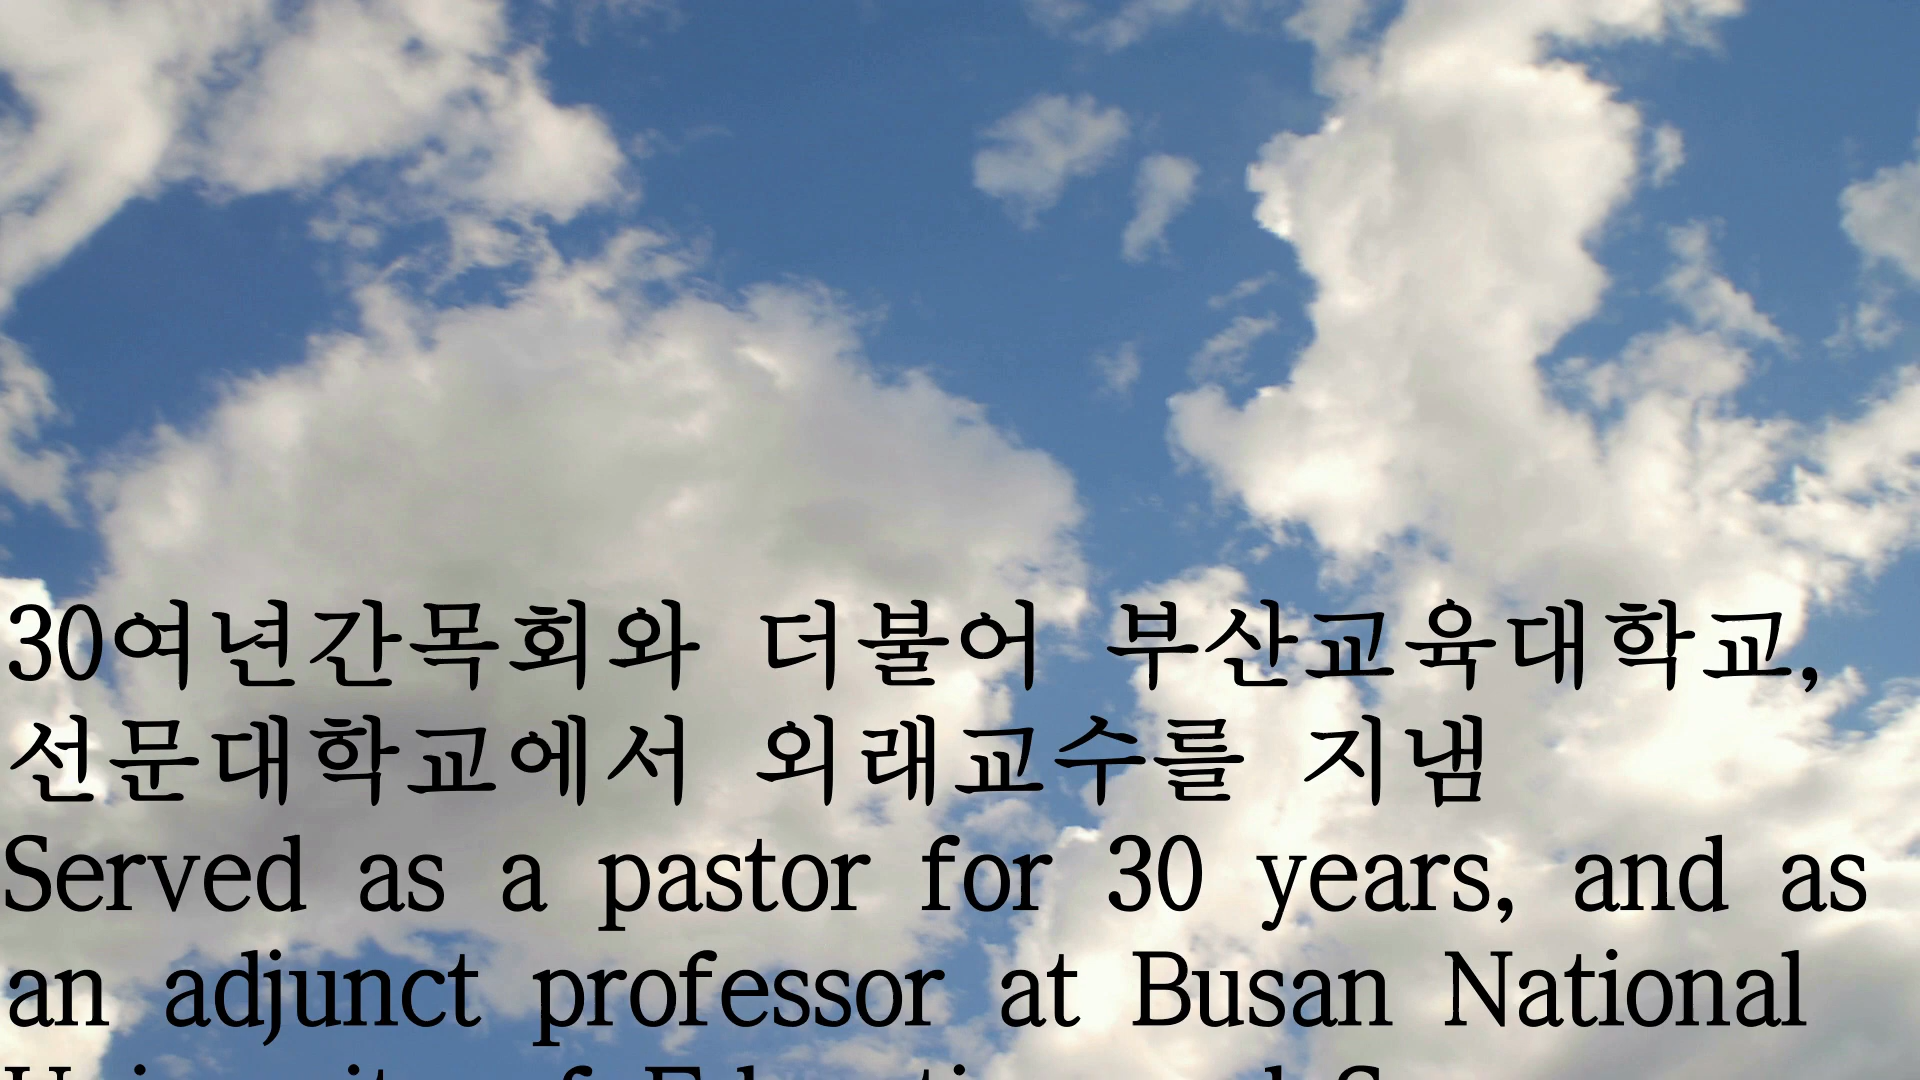 30여년간목회와 더불어 부산교육대학교,
선문대학교에서 외래교수를 지냄
Served as a pastor for 30 years, and as
an adjunct professor at Busan National